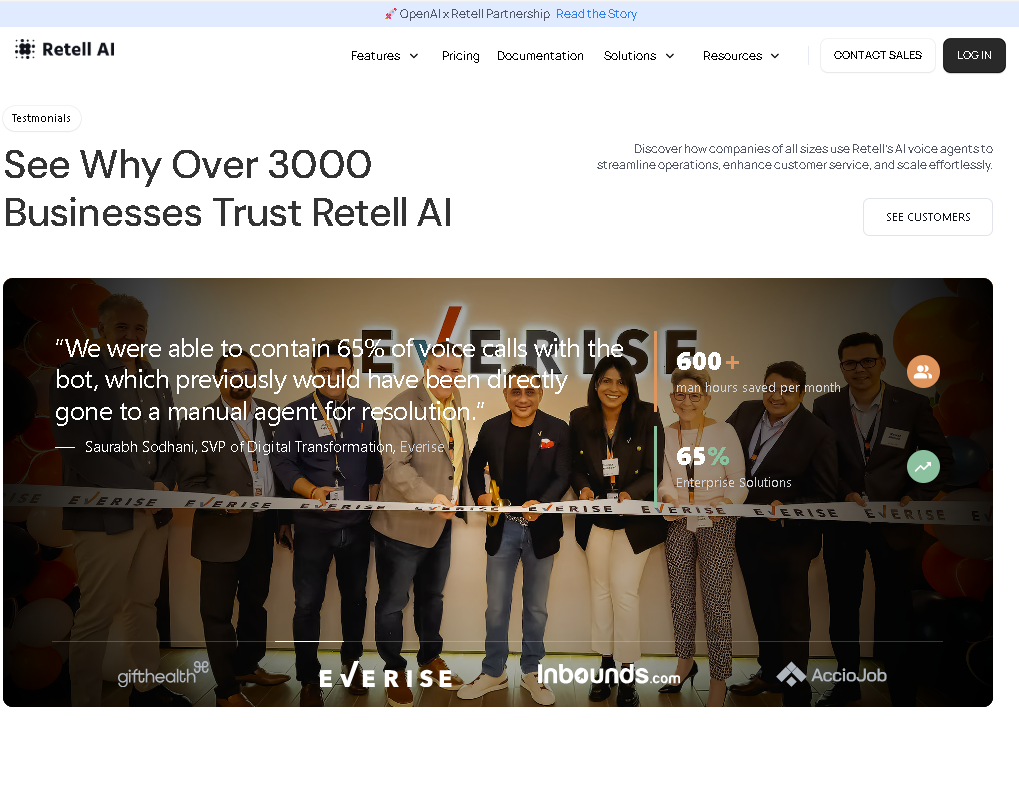 OpenAI x Retell Partnership Read the Story
Retell AI
Features Pricing Documentation Solutions Resources CONTACT SALES LOG IN
Testmonials
See Why Over 3000
Businesses Trust Retell AI
Discover how companies of all sizes use Retell's AI voice agents to
streamline operations, enhance customer service, and scale effortlessly.
SEE CUSTOMERS
EVERISE
“We were able to contain 65% of voice calls with the
bot, which previously would have been directly
gone to a manual agent for resolution.”
Saurabh Sodhani, SVP of Digital Transformation, Everise
600+
man hours saved per month
65%
Enterprise Solutions
EVERISE EVERISE EVERISE EVERISE EVERISE EVERISE EVERISE EVERISE
gifthealth
EVERISE
Inbounds.com
AccioJob